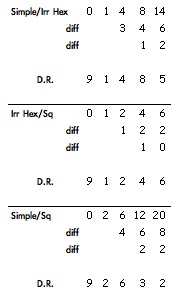 Simple/Irr Hex 0 1 4 8 14
diff 3 4 6
diff 1 2
D.R. 9 1 4 8 5
Irr Hex/Sq 0 1 2 4 6
diff 1 2 2
diff 1 0
D.R. 9 1 2 4 6
Simple/Sq 0 2 6 12 20
diff 4 6 8
diff 2 2
D.R. 9 2 6 3 2